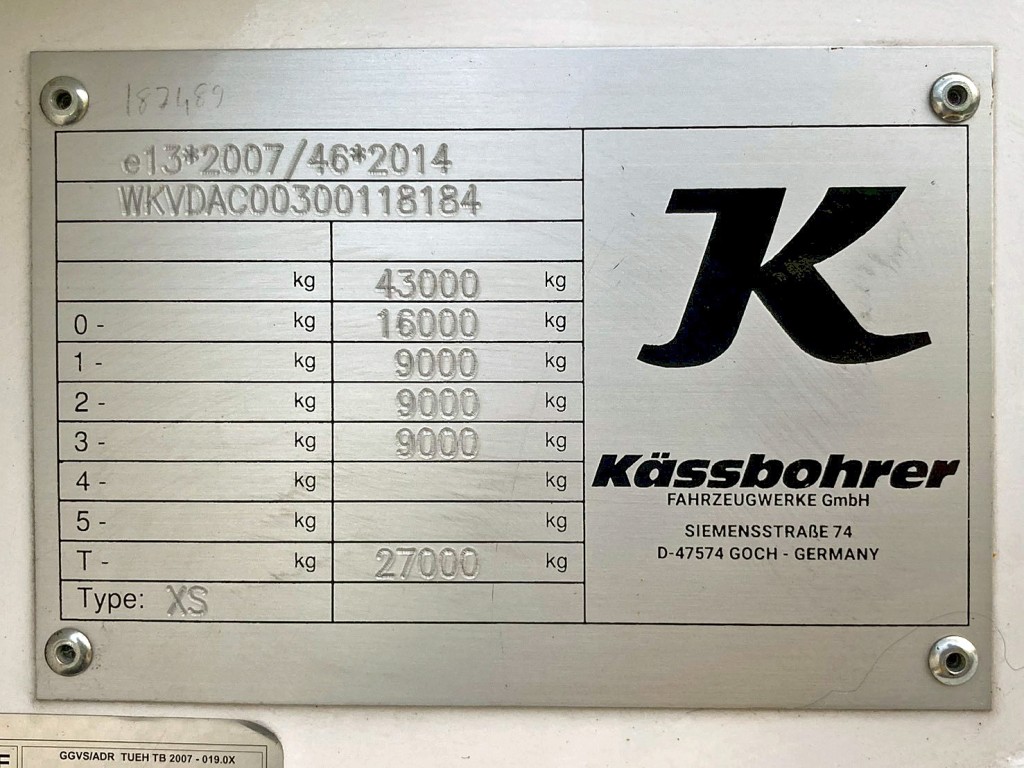 187489
e13*2007/46*2014
WKVDAC00300118184
kg 43000 kg
0 - kg 16000 kg
1 - kg 9000 kg
2 - kg 9000 kg
3 - kg 9000 kg
4 - kg kg
5 - kg kg
T - kg 27000 kg
Type: XS
K
Kässbohrer
FAHRZEUGWERKE GmbH
SIEMENSSTRAßE 74
D-47574 GOCH - GERMANY
GGVS/ADR TUEH TB 2007 - 019.0X